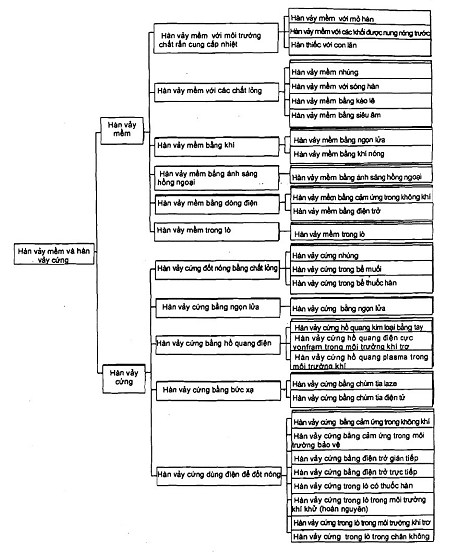 Hàn vảy mềm và hàn
vảy cứng
Hàn vảy
mềm
Hàn vảy mềm với môi trường
chất rắn cung cấp nhiệt
Hàn vảy mềm với mỏ hàn
Hàn vảy mềm với các khối được nung nóng trước
Hàn thiếc với con lăn
Hàn vảy mềm với các chất lỏng
Hàn vảy mềm nhúng
Hàn vảy mềm với sóng hàn
Hàn vảy mềm bằng kéo lê
Hàn vảy mềm bằng siêu âm
Hàn vảy mềm bằng khí
Hàn vảy mềm bằng ngọn lửa
Hàn vảy mềm bằng khí nóng
Hàn vảy mềm bằng ánh sáng
hồng ngoại
Hàn vảy mềm bằng ánh sáng hồng ngoại
Hàn vảy mềm bằng dòng điện
Hàn vảy mềm bằng cảm ứng trong không khí
Hàn vảy mềm bằng điện trở
Hàn vảy mềm trong lò
Hàn vảy mềm trong lò
Hàn vảy
cứng
Hàn vảy cứng đốt nóng bằng chất lỏng
Hàn vảy cứng nhúng
Hàn vảy cứng trong bể muối
Hàn vảy cứng trong bể thuốc hàn
Hàn vảy cứng bằng ngọn lửa
Hàn vảy cứng bằng ngọn lửa
Hàn vảy cứng bằng hồ quang điện
Hàn vảy cứng hồ quang kim loại bằng tay
Hàn vảy cứng hồ quang điện cực
vonfram trong môi trường khí trơ
Hàn vảy cứng hồ quang plasma trong
môi trường khí
Hàn vảy cứng bằng bức xạ
Hàn vảy cứng bằng chùm tia laze
Hàn vảy cứng bằng chùm tia điện tử
Hàn vảy cứng dùng điện để đốt nóng
Hàn vảy cứng bằng cảm ứng trong không khí
Hàn vảy cứng bằng cảm ứng trong môi
trường bảo vệ
Hàn vảy cứng bằng điện trở gián tiếp
Hàn vảy cứng bằng điện trở trực tiếp
Hàn vảy cứng trong lò có thuốc hàn
Hàn vảy cứng trong lò trong môi trường
khí khử (hoàn nguyên)
Hàn vảy cứng trong lò trong môi trường khí trơ
Hàn vảy cứng trong lò trong chân không